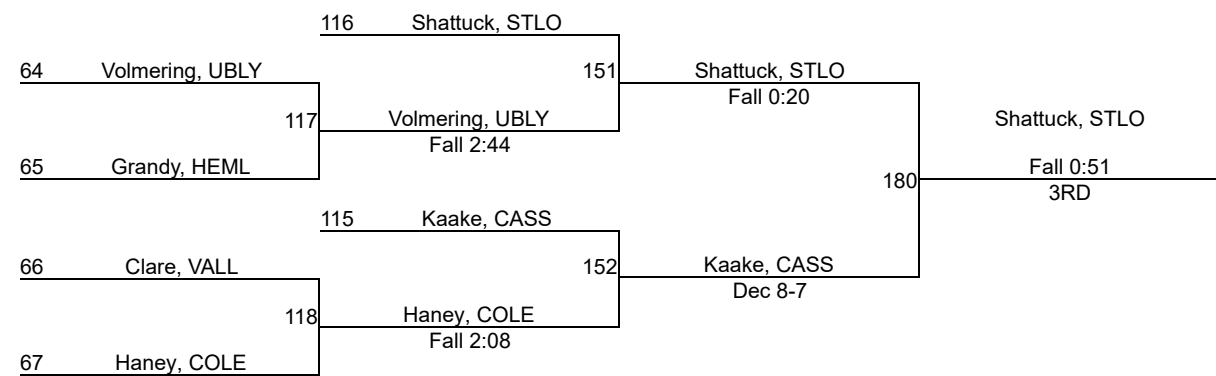 116 Shattuck, STLO
64 Volmering, UBLY
151 Shattuck, STLO
Fall 0:20
117 Volmering, UBLY
Fall 2:44
Shattuck, STLO
65 Grandy, HEML
Fall 0:51
180
3RD
115 Kaake, CASS
66 Clare, VALL
152 Kaake, CASS
Dec 8-7
118 Haney, COLE
Fall 2:08
67 Haney, COLE